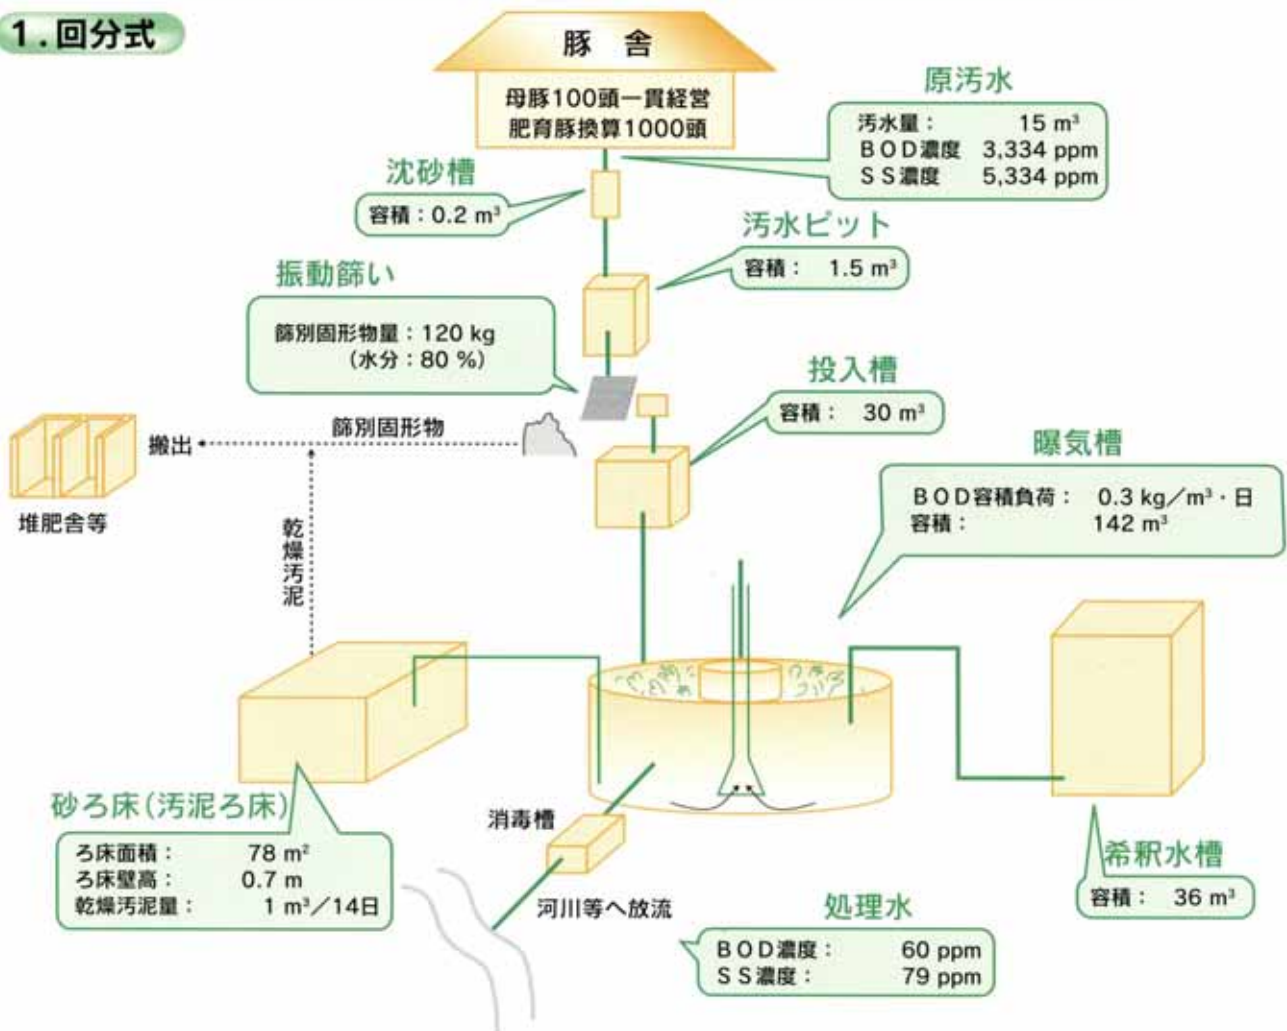 1.回分式
豚 舎
母豚100頭一貫経営
肥育豚換算1000頭
原汚水
汚水量： 15 m³
BOD濃度 3,334 ppm
SS濃度 5,334 ppm
沈砂槽
容積：0.2 m³
汚水ピット
容積： 1.5 m³
振動篩い
篩別固形物量：120 kg
（水分：80 %）
投入槽
容積： 30 m³
篩別固形物
搬出
堆肥舎等
乾燥汚泥
曝気槽
BOD容積負荷： 0.3 kg／m³・日
容積： 142 m³
砂ろ床(汚泥ろ床)
ろ床面積： 78 m²
ろ床壁高： 0.7 m
乾燥汚泥量： 1 m³／14日
消毒槽
河川等へ放流
処理水
BOD濃度： 60 ppm
SS濃度： 79 ppm
希釈水槽
容積： 36 m³